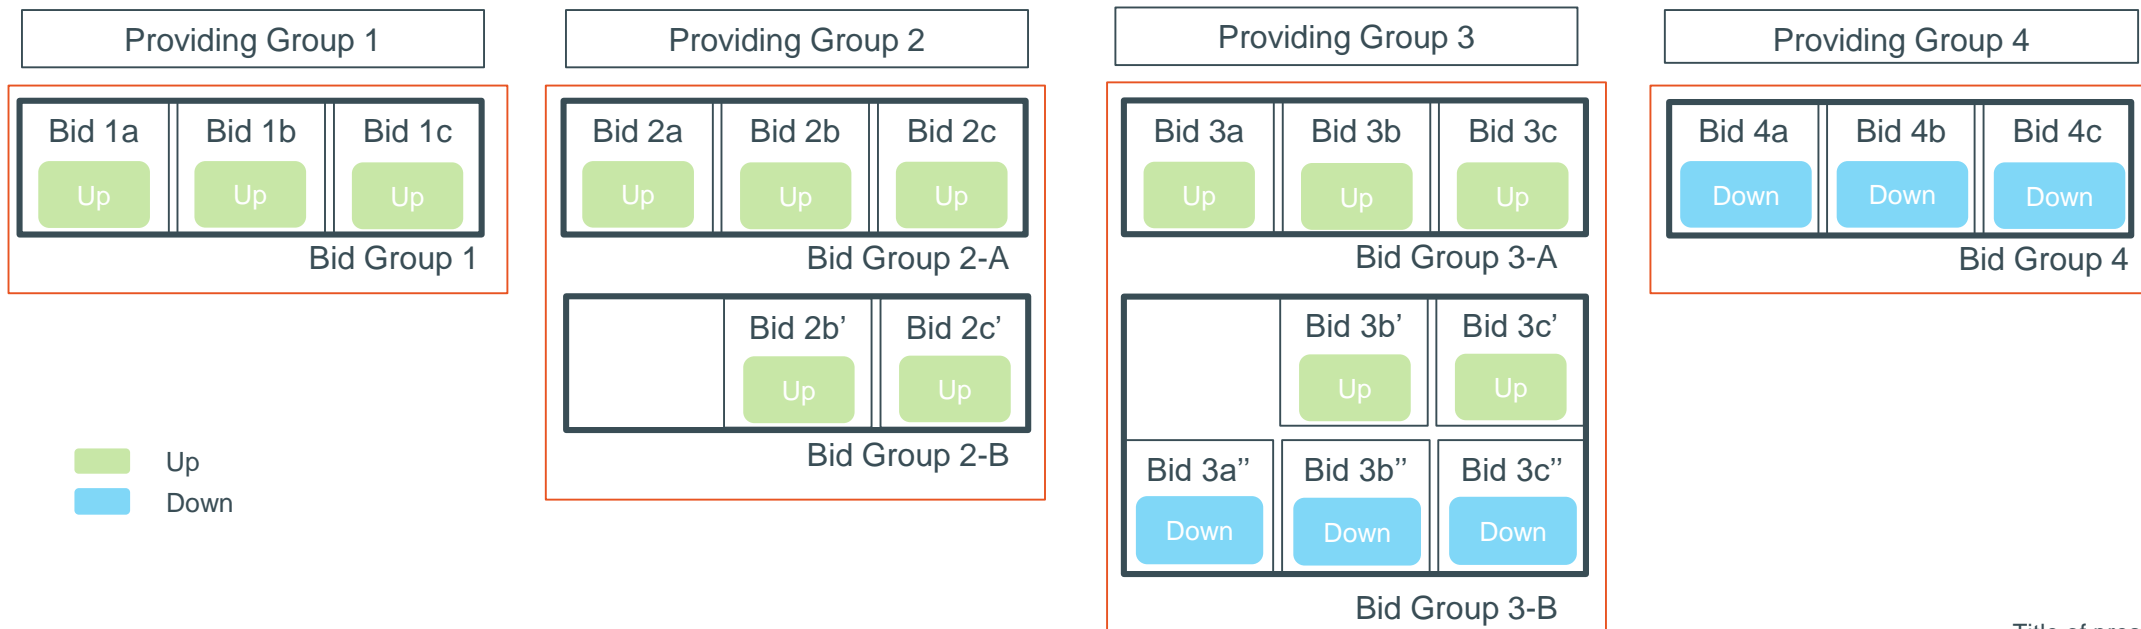 Providing Group 1
Providing Group 2
Providing Group 3
Providing Group 4
Bid 1a Bid 1b Bid 1c
Up Up Up
Bid Group 1
Bid 2a Bid 2b Bid 2c
Up Up Up
Bid Group 2-A
Bid 2b’ Bid 2c’
Up Up
Bid Group 2-B
Bid 3a Bid 3b Bid 3c
Up Up Up
Bid Group 3-A
Bid 3b’ Bid 3c’
Up Up
Bid 3a’’ Bid 3b’’ Bid 3c’’
Down Down Down
Bid Group 3-B
Bid 4a Bid 4b Bid 4c
Down Down Down
Bid Group 4
Up
Down